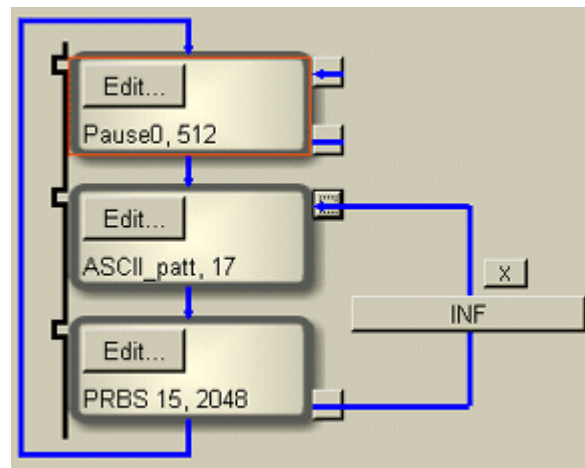 Edit...
Pause0, 512
Edit...
ASCII_patt, 17
X
INF
Edit...
PRBS 15, 2048